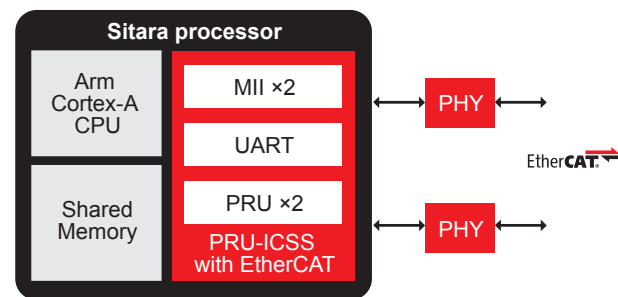 Sitara processor
Arm
Cortex-A
CPU
Shared
Memory
MII ×2
UART
PRU ×2
PRU-ICSS
with EtherCAT
PHY
PHY
EtherCAT.